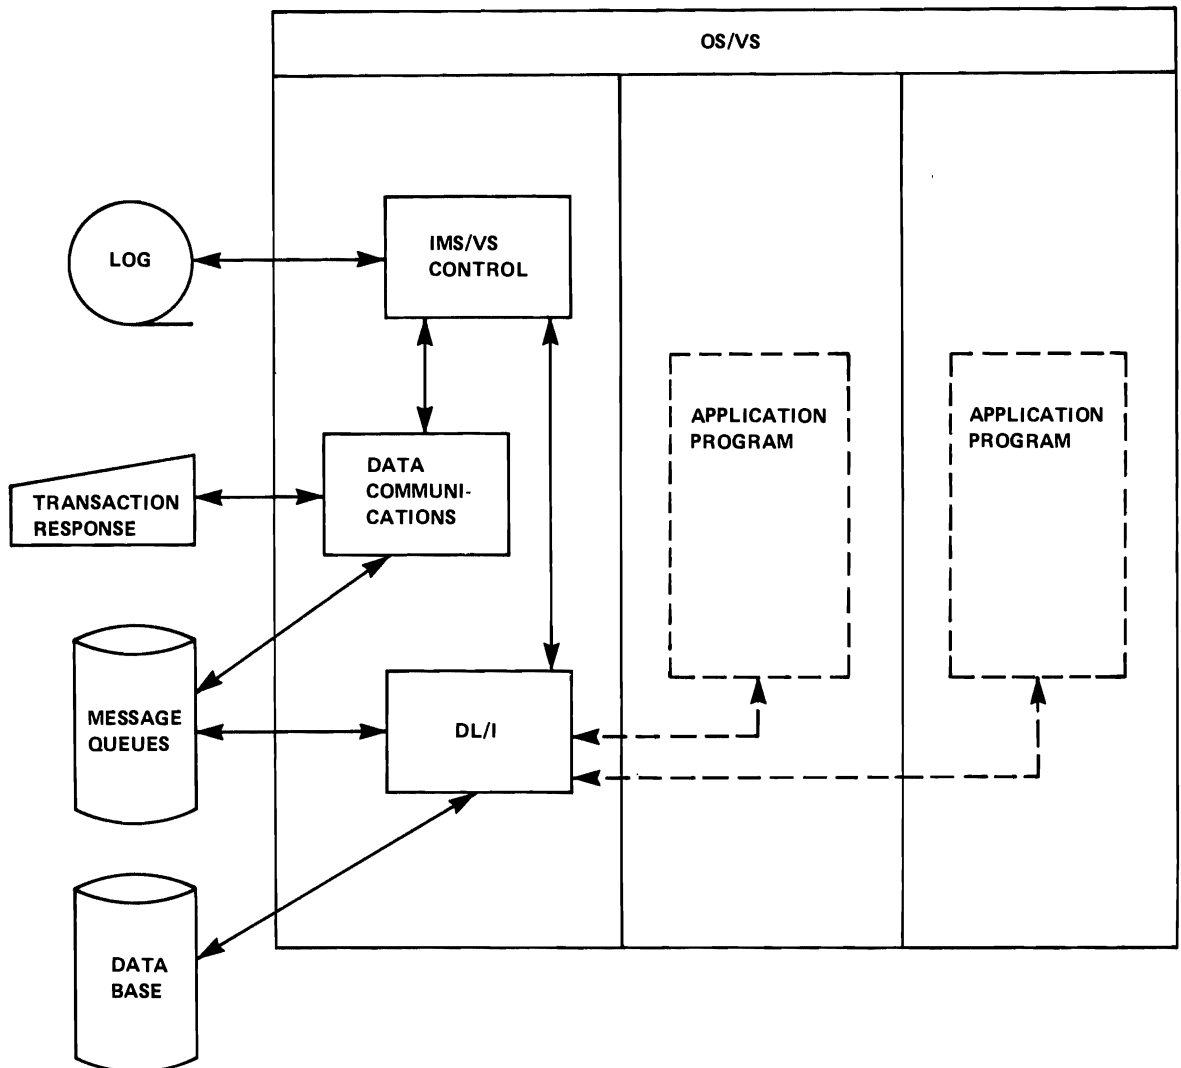 OS/VS
LOG
IMS/VS
CONTROL
APPLICATION
PROGRAM
APPLICATION
PROGRAM
DATA
COMMUNI-
CATIONS
TRANSACTION
RESPONSE
MESSAGE
QUEUES
DL/I
DATA
BASE